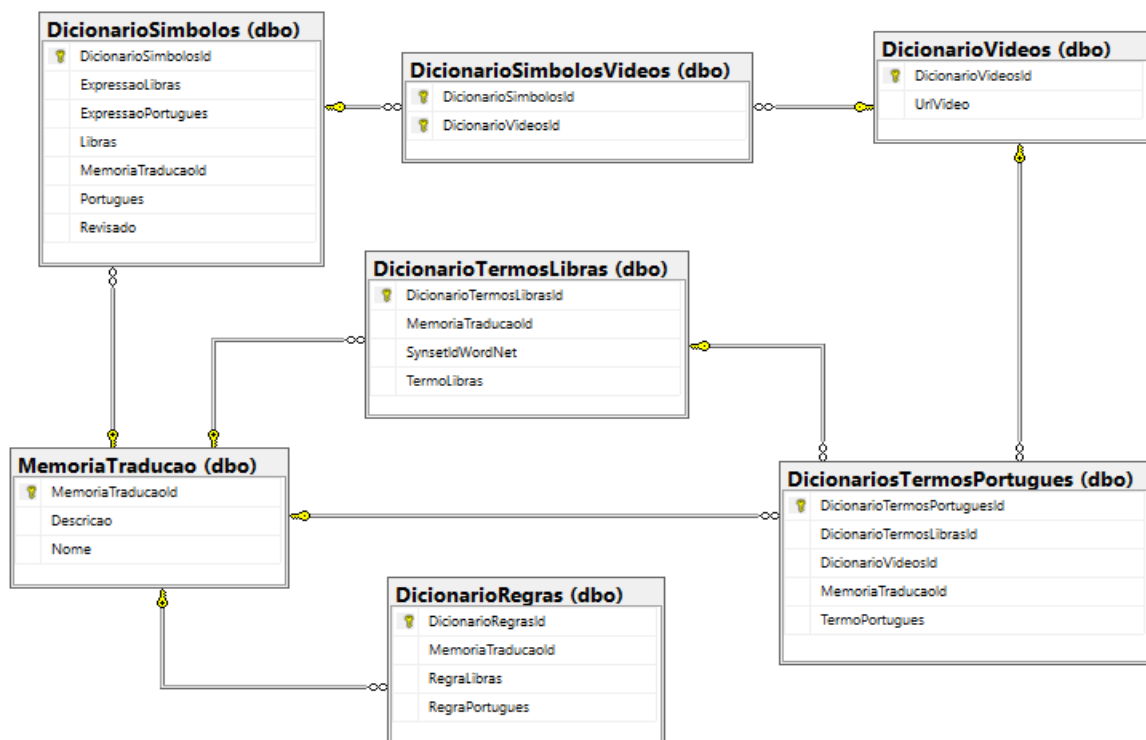 DicionarioSimbolos (dbo)
DicionarioSimbolosId
ExpressaoLibras
ExpressaoPortugues
Libras
MemoriaTraducaoId
Portugues
Revisado
DicionarioSimbolosVideos (dbo)
DicionarioSimbolosId
DicionarioVideosId
DicionarioVideos (dbo)
DicionarioVideosId
UrlVideo
DicionarioTermosLibras (dbo)
DicionarioTermosLibrasId
MemoriaTraducaoId
SynsetIdWordNet
TermoLibras
MemoriaTraducao (dbo)
MemoriaTraducaoId
Descricao
Nome
DicionariosTermosPortugues (dbo)
DicionarioTermosPortuguesId
DicionarioTermosLibrasId
DicionarioVideosId
MemoriaTraducaoId
TermoPortugues
DicionarioRegras (dbo)
DicionarioRegrasId
MemoriaTraducaoId
RegraLibras
RegraPortugues